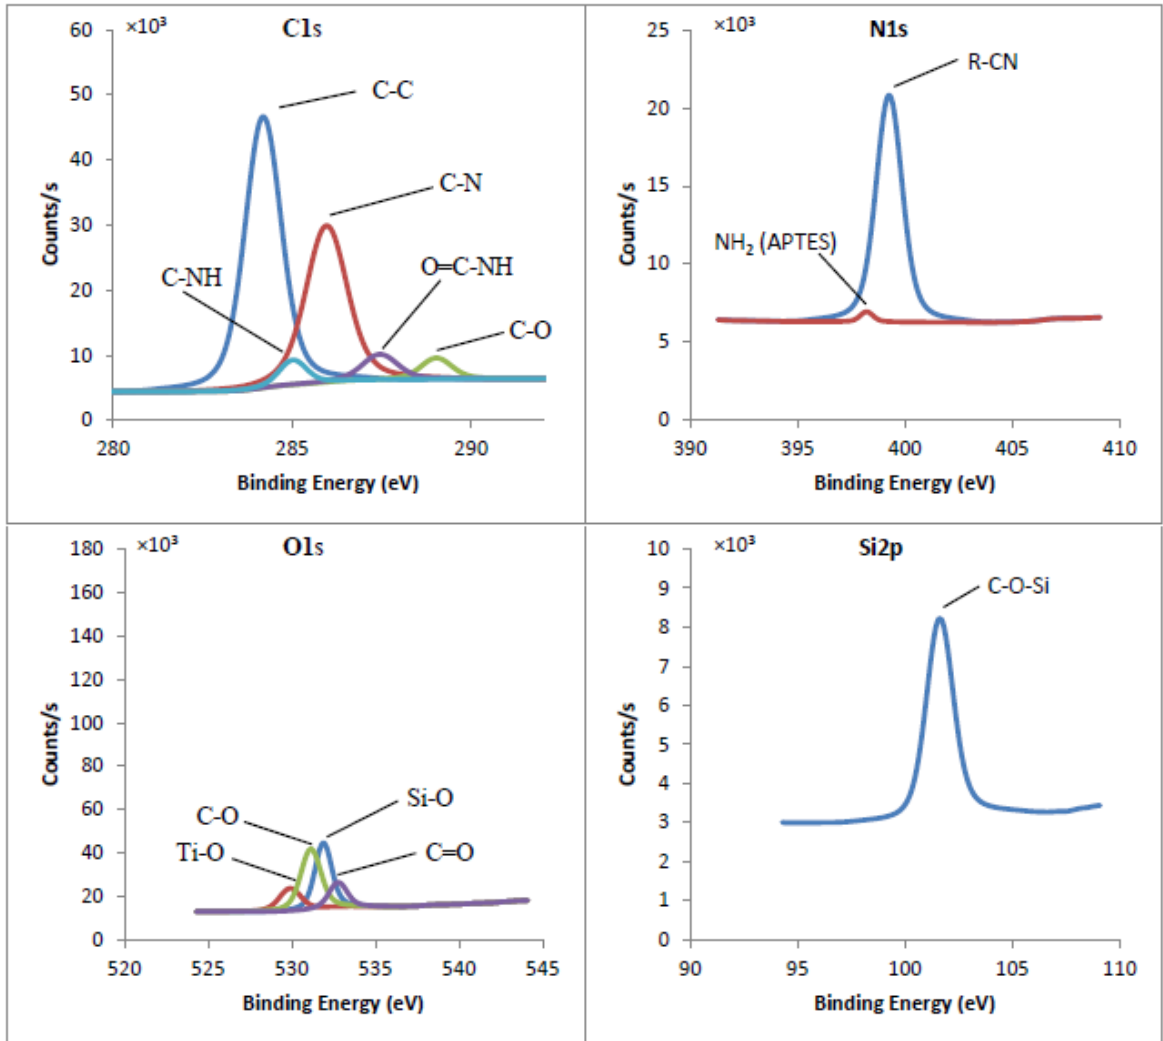 ×10³
C1s
60
50
40
30
20
10
0
Counts/s
C-C
C-N
C-NH
O=C-NH
C-O
280
285
290
Binding Energy (eV)
×10³
N1s
25
20
15
10
5
0
Counts/s
R-CN
NH₂ (APTES)
390
395
400
405
410
Binding Energy (eV)
×10³
O1s
180
160
140
120
100
80
60
40
20
0
Counts/s
Si-O
C-O
Ti-O
C=O
520
525
530
535
540
545
Binding Energy (eV)
×10³
Si2p
10
9
8
7
6
5
4
3
2
1
0
Counts/s
C-O-Si
90
95
100
105
110
Binding Energy (eV)